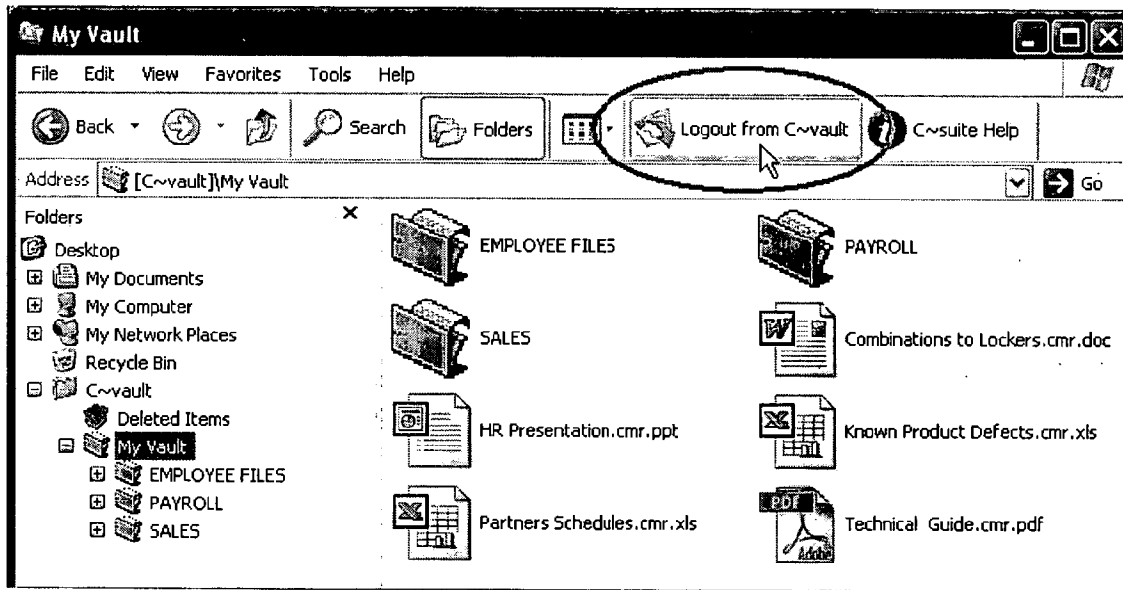 My Vault
File Edit View Favorites Tools Help
Back Search Folders Logout from C~vault C~suite Help
Address [C~vault]\My Vault Go
Folders
Desktop
My Documents
My Computer
My Network Places
Recycle Bin
C~vault
Deleted Items
My Vault
EMPLOYEE FILES
PAYROLL
SALES
EMPLOYEE FILES
PAYROLL
SALES
Combinations to Lockers.cmr.doc
HR Presentation.cmr.ppt
Known Product Defects.cmr.xls
Partners Schedules.cmr.xls
PDF
Adobe
Technical Guide.cmr.pdf